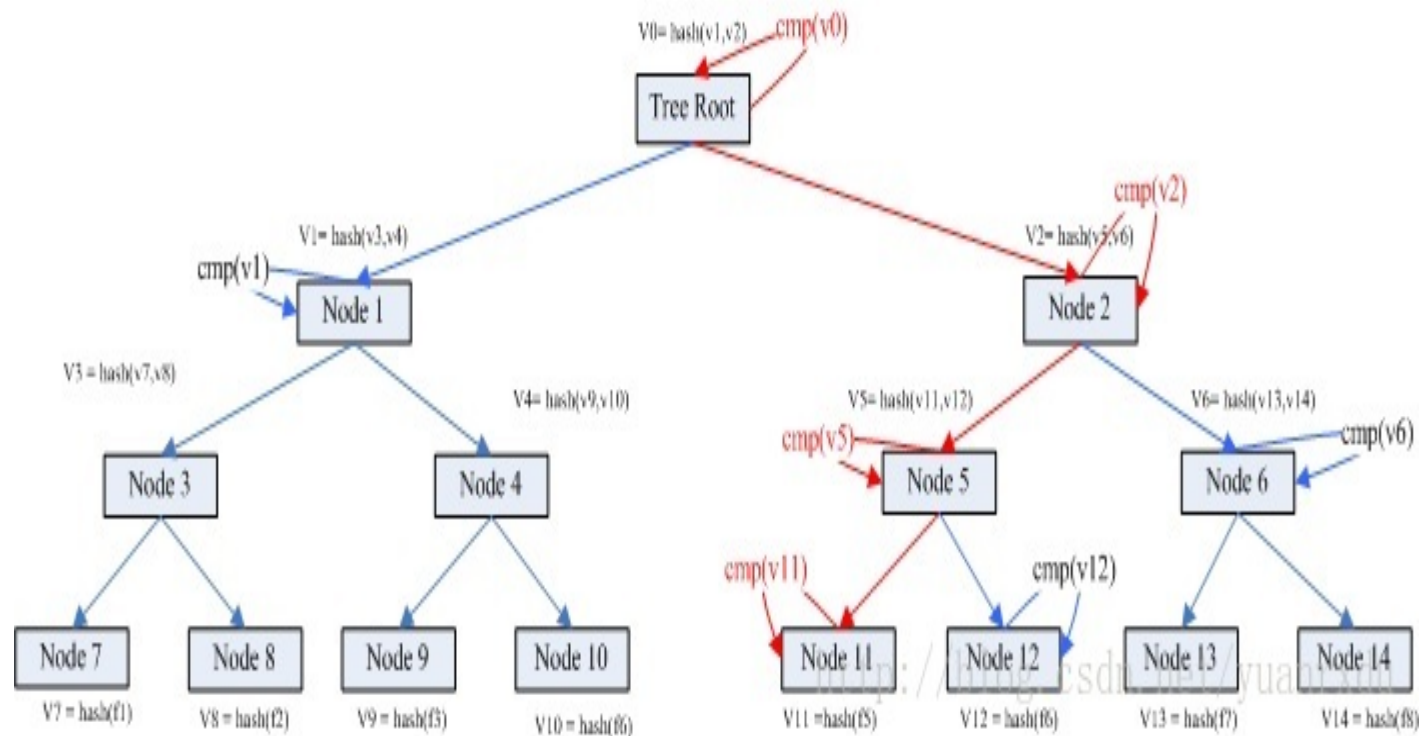 V0= hash(v1,v2)
cmp(v0)
Tree Root
cmp(v2)
V1= hash(v3,v4)
V2=hash(v5,v6)
cmp(v1)
Node 1
Node 2
V3 = hash(v7,v8)
V4= hash(v9,v10)
V5= hash(v11,v12)
V6= hash(v13,v14)
cmp(v5)
cmp(v6)
Node 3
Node 4
Node 5
Node 6
cmp(v11)
cmp(v12)
Node 7
Node 8
Node 9
Node 10
Node 11
Node 12
Node 13
Node 14
V7 = hash(f1)
V8 = hash(f2)
V9 = hash(f3)
V10 = hash(f6)
V11 =hash(f5)
V12 = hash(f6)
V13 = hash(f7)
V14 = hash(f8)